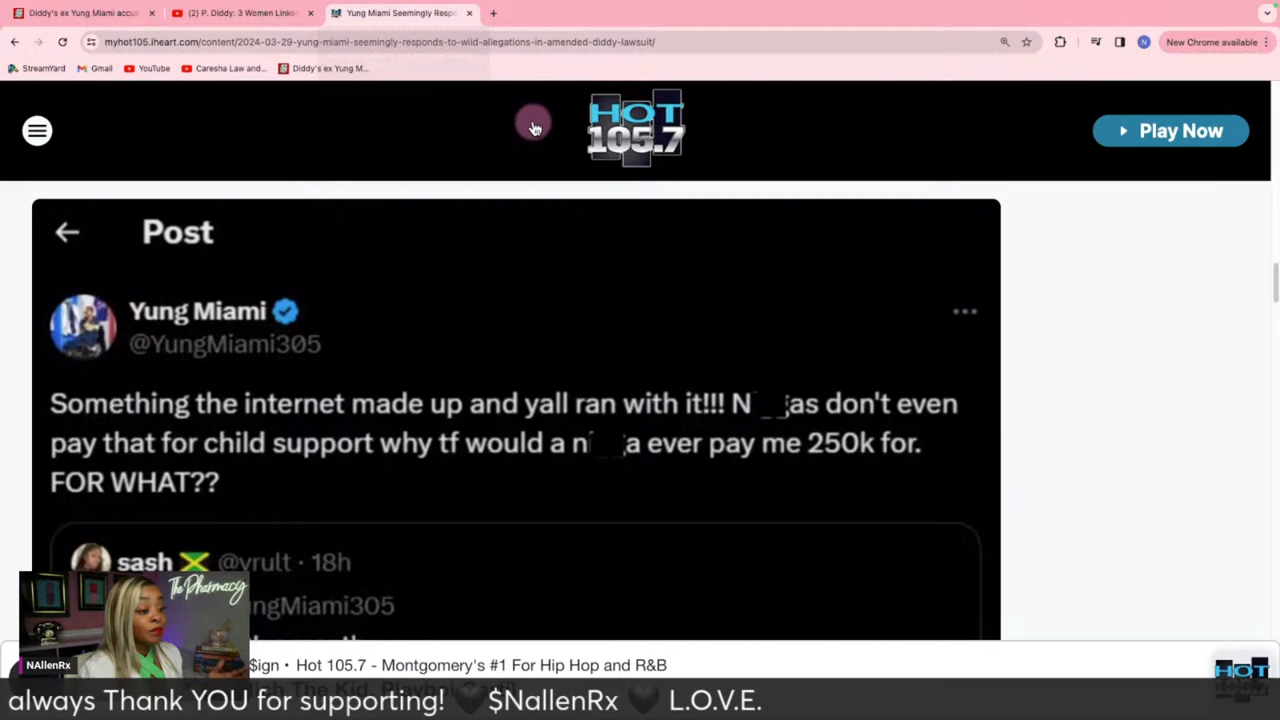 Diddy's ex Yung Miami accus
(2) P. Diddy: 3 Women Linke
Yung Miami Seemingly Respo
myhot105.iheart.com/content/2024-03-29-yung-miami-seemingly-responds-to-wild-allegations-in-amended-diddy-lawsuit/
N
New Chrome available
StreamYard
Gmail
YouTube
Caresha Law and...
Diddy's ex Yung M...
HOT
105.7
Play Now
Post
Yung Miami
@YungMiami305
Something the internet made up and yall ran with it!!! N__gas don't even
pay that for child support why tf would a n__ga ever pay me 250k for.
FOR WHAT??
sash @vrult · 18h
ngMiami305
The Pharmacy
NAllenRx
$ign • Hot 105.7 - Montgomery's #1 For Hip Hop and R&B
HOT
always Thank YOU for supporting! $NallenRx L.O.V.E.